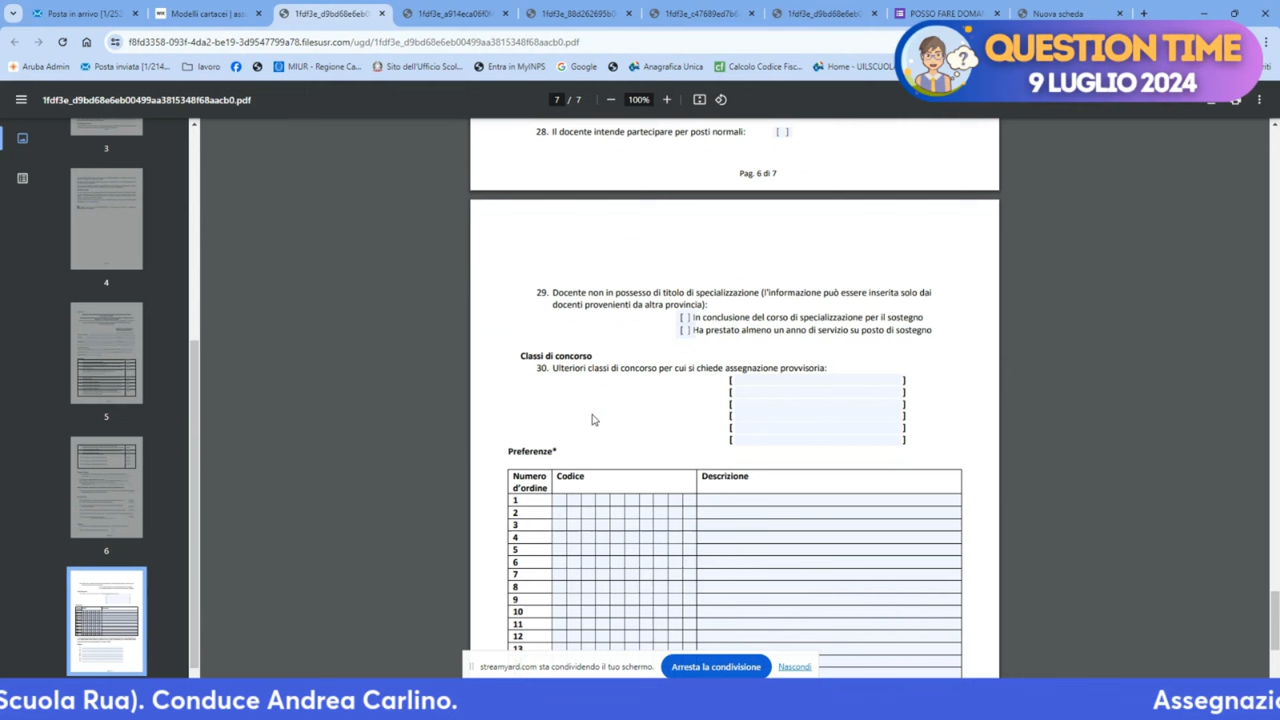 Posta in arrivo [1/253
Modelli cartacei | assn
1fdf3e_d9bd68e6eb0
1fdf3e_a914eca06f0f
1fdf3e_88d262695b
1fdf3e_c47689ed7b6
1fdf3e_d9bd68e6eb0
POSSO FARE DOMAN
Nuova scheda
f8fd3358-093f-4da2-be19-3d9547799a78.filesusr.com/ugd/1fdf3e_d9bd68e6eb00499aa3815348f68aacb0.pdf
Aruba Admin
Posta inviata [1/214...
lavoro
MIUR - Regione Ca...
Sito dell'Ufficio Scol...
Entra in MyINPS
Google
Anagrafica Unica
Calcolo Codice Fisc...
Home - UILSCUOLA
QUESTION TIME
9 LUGLIO 2024
1fdf3e_d9bd68e6eb00499aa3815348f68aacb0.pdf
7 / 7
100%
3
4
5
6
28. Il docente intende partecipare per posti normali: [ ]
Pag. 6 di 7
29. Docente non in possesso di titolo di specializzazione (l'informazione può essere inserita solo dai
docenti provenienti da altra provincia):
[ ] In conclusione del corso di specializzazione per il sostegno
[ ] Ha prestato almeno un anno di servizio su posto di sostegno
Classi di concorso
30. Ulteriori classi di concorso per cui si chiede assegnazione provvisoria:
[ ]
[ ]
[ ]
[ ]
[ ]
[ ]
Preferenze*
Numero d'ordine Codice Descrizione
1
2
3
4
5
6
7
8
9
10
11
12
13
streamyard.com sta condividendo il tuo schermo.
Arresta la condivisione
Nascondi
Scuola Rua). Conduce Andrea Carlino.
Assegnazi